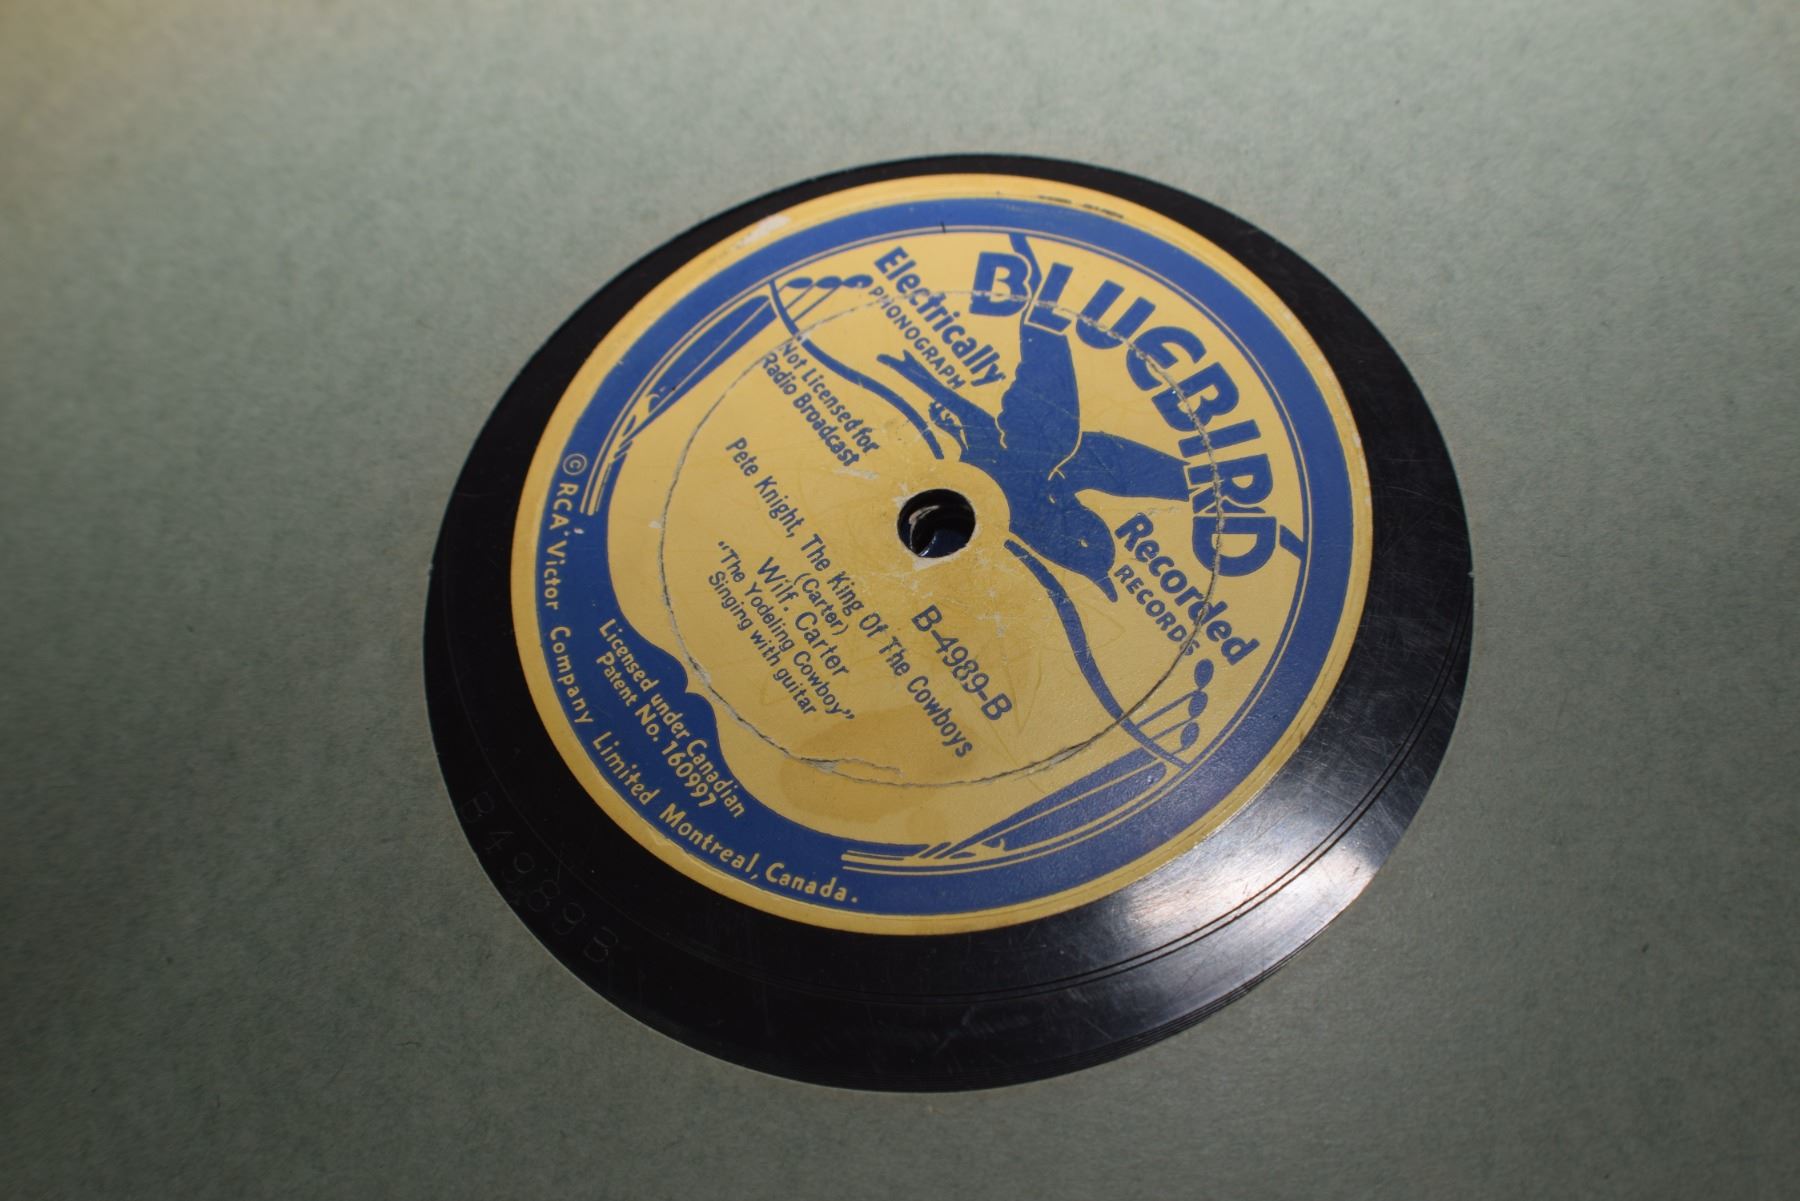 BLUEBIRD
Electrically Recorded
PHONOGRAPH RECORDS
Not Licensed for
Radio Broadcast
B-4989-B
Pete Knight, The King Of The Cowboys
(Carter)
Wilf. Carter
"The Yodeling Cowboy"
Singing with guitar
Licensed under Canadian
Patent No. 160997
© RCA Victor Company Limited Montreal, Canada.
B4989B